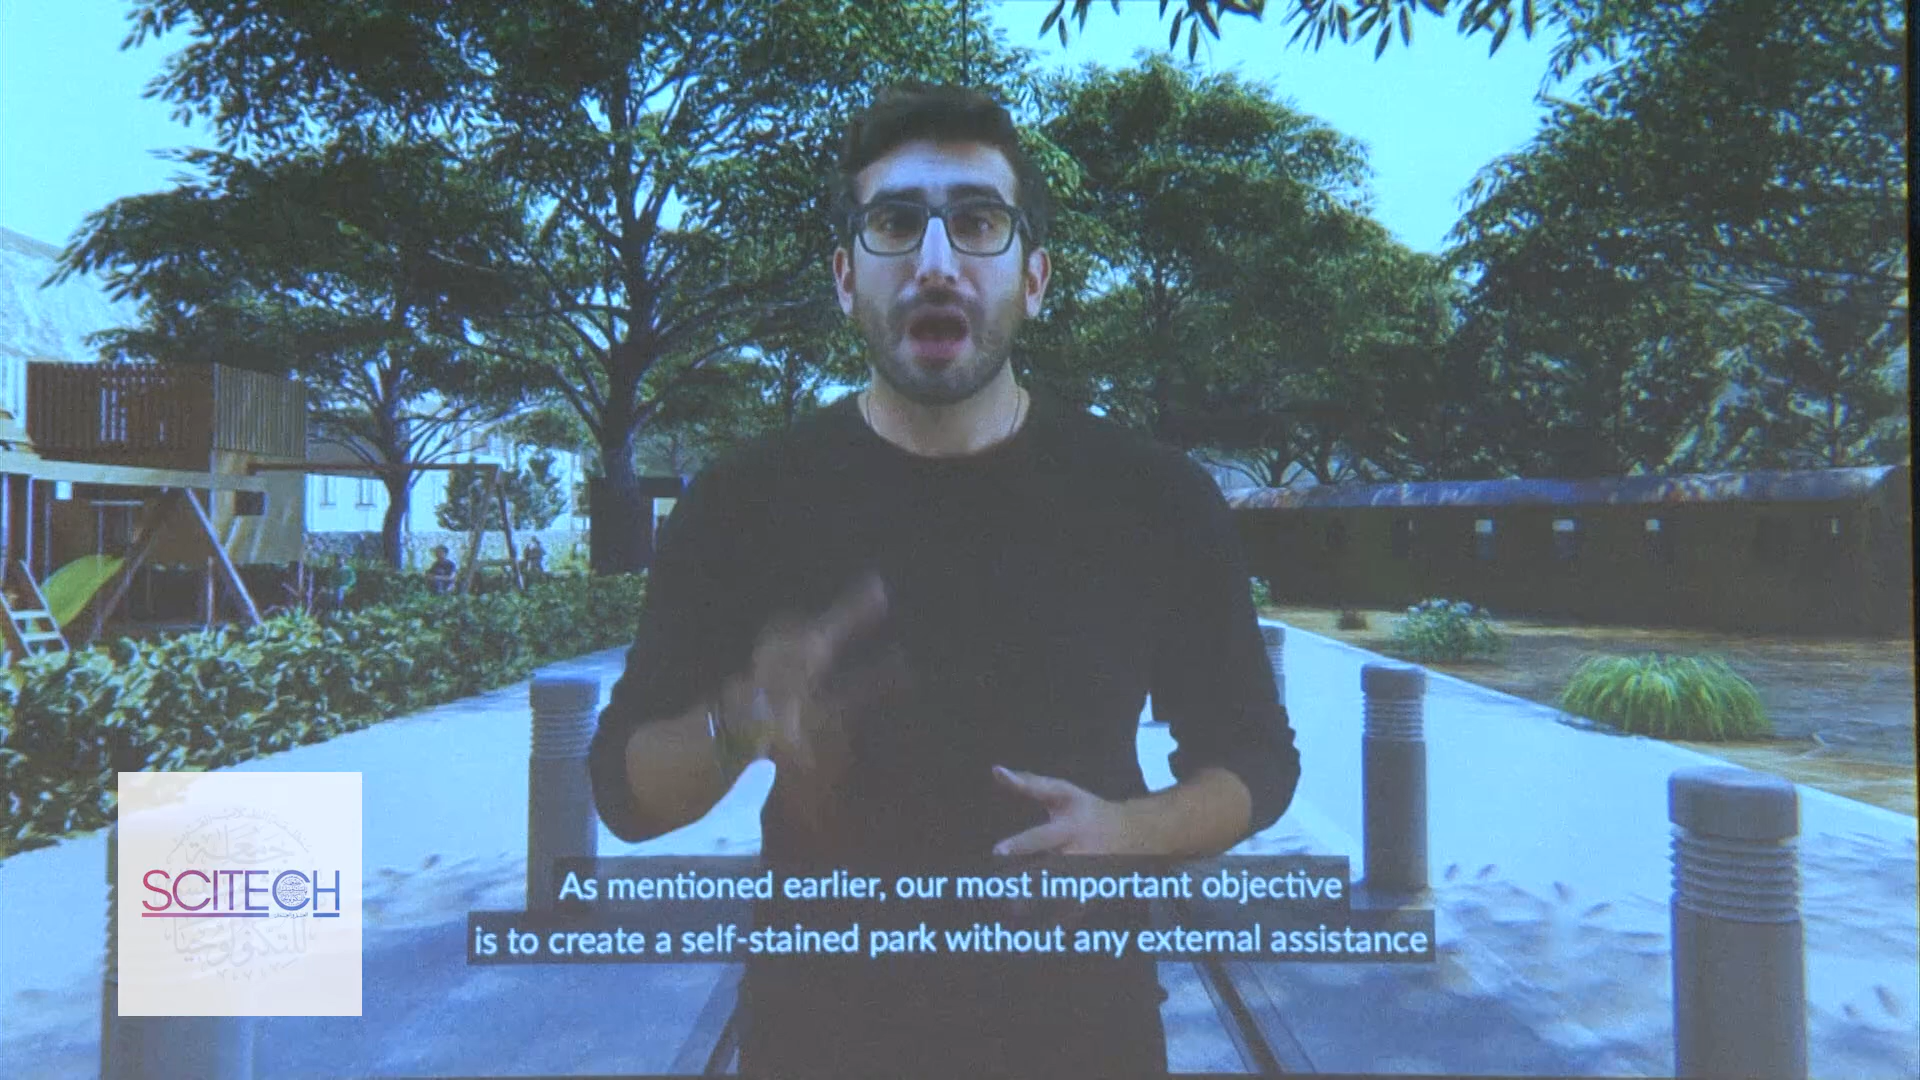 SCITECH
As mentioned earlier, our most important objective
is to create a self-stained park without any external assistance